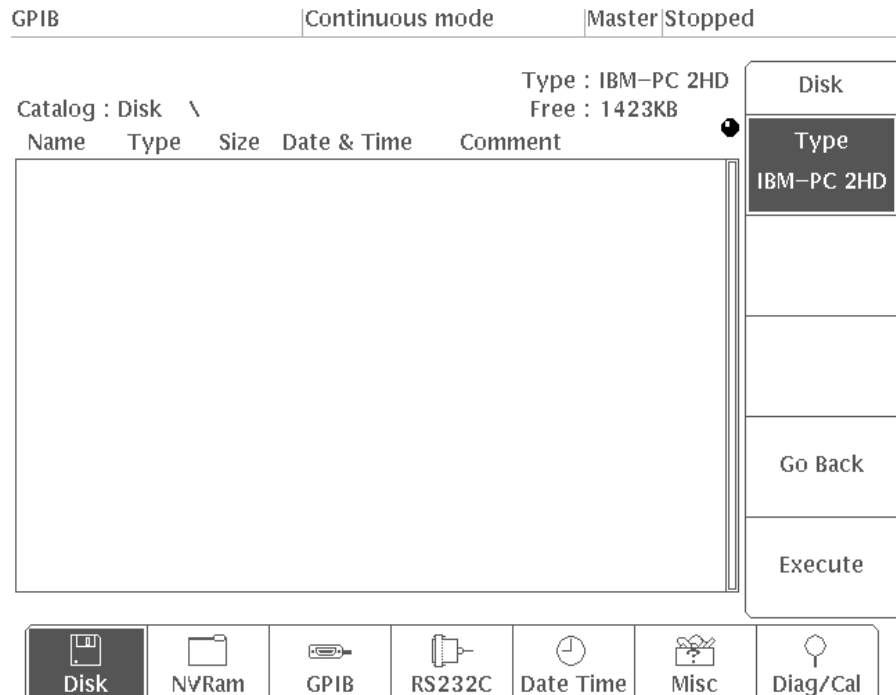 GPIB Continuous mode Master Stopped
Type : IBM-PC 2HD
Catalog : Disk \ Free : 1423KB
Name Type Size Date & Time Comment
Disk
Type
IBM-PC 2HD
Go Back
Execute
Disk NVRam GPIB RS232C Date Time Misc Diag/Cal